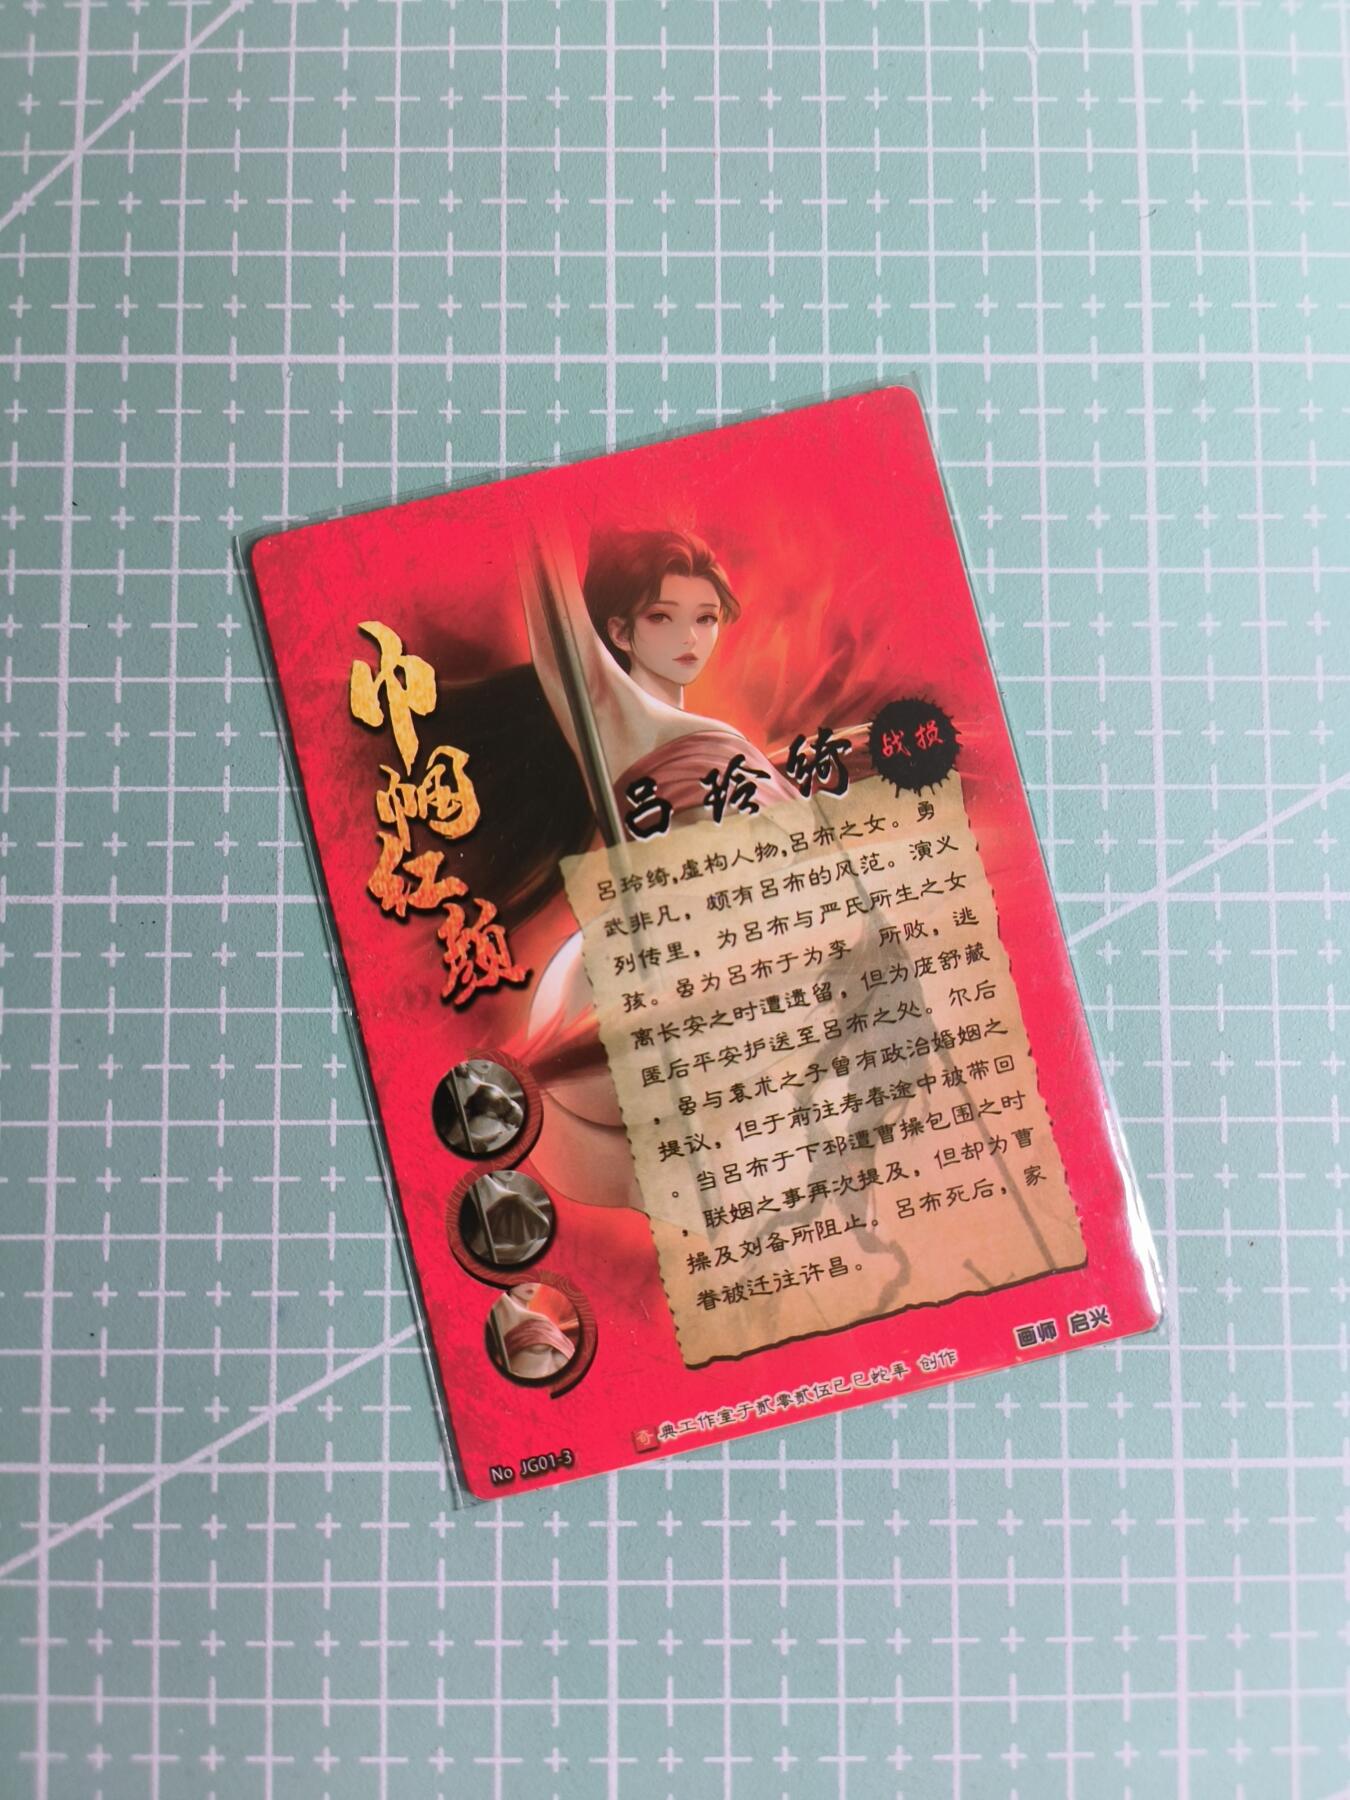 巾帼红颜
吕玲绮
战损
吕玲绮,虚构人物,吕布之女。勇
武非凡，颇有吕布的风范。演义
列传里，为吕布与严氏所生之女
孩。曾为吕布于为李　所败，逃
离长安之时遭遗留，但为庞舒藏
匿后平安护送至吕布之处。尔后
，曾与袁术之子曾有政治婚姻之
提议，但于前往寿春途中被带回
。当吕布于下邳遭曹操包围之时
，联姻之事再次提及，但却为曹
操及刘备所阻止。吕布死后，家
眷被迁往许昌。
画师 启兴
奇典工作室于贰零贰伍巳巳蛇年 创作
No JG01-3